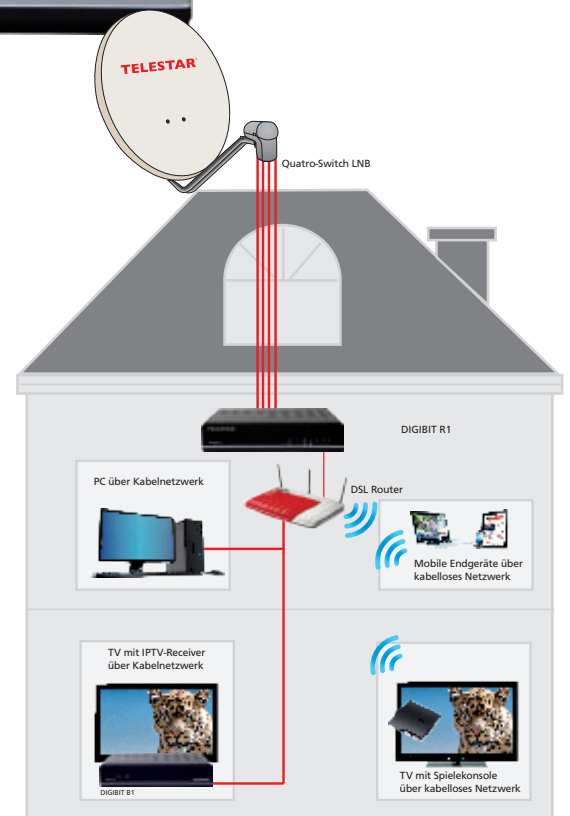 TELESTAR
Quatro-Switch LNB
DIGIBIT R1
PC über Kabelnetzwerk
DSL Router
Mobile Endgeräte über
kabelloses Netzwerk
TV mit IPTV-Receiver
über Kabelnetzwerk
DIGIBIT B1
TV mit Spielekonsole
über kabelloses Netzwerk